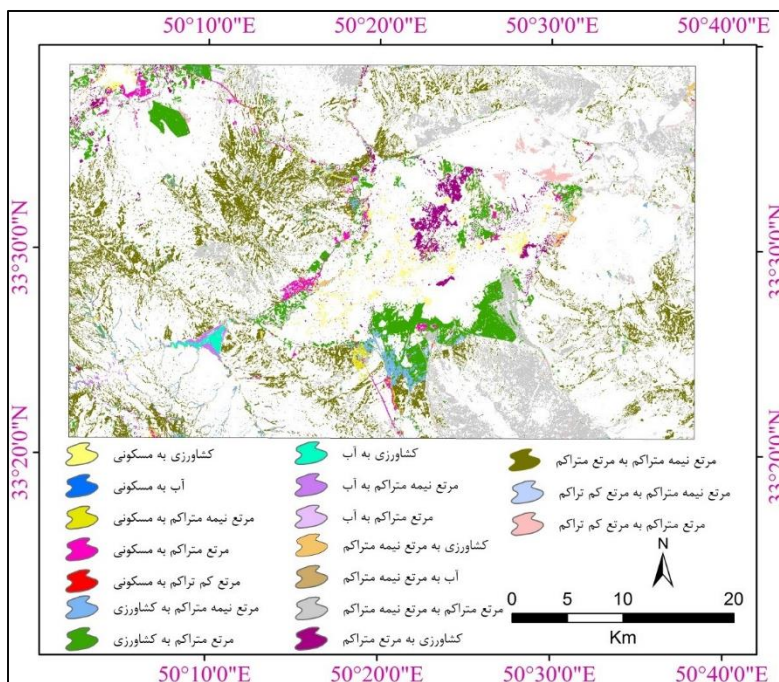 50°10'0"E
50°20'0"E
50°30'0"E
50°40'0"E
33°30'0"N
33°30'0"N
33°20'0"N
33°20'0"N
کشاورزی به مسکونی
آب به مسکونی
مرتع نیمه متراکم به مسکونی
مرتع متراکم به مسکونی
مرتع کم تراکم به مسکونی
مرتع نیمه متراکم به کشاورزی
مرتع متراکم به کشاورزی
کشاورزی به آب
مرتع نیمه متراکم به آب
مرتع متراکم به آب
کشاورزی به مرتع نیمه متراکم
آب به مرتع نیمه متراکم
مرتع متراکم به مرتع نیمه متراکم
کشاورزی به مرتع متراکم
مرتع نیمه متراکم به مرتع متراکم
مرتع نیمه متراکم به مرتع کم تراکم
مرتع متراکم به مرتع کم تراکم
N
0 5 10 20
Km
50°10'0"E
50°20'0"E
50°30'0"E
50°40'0"E